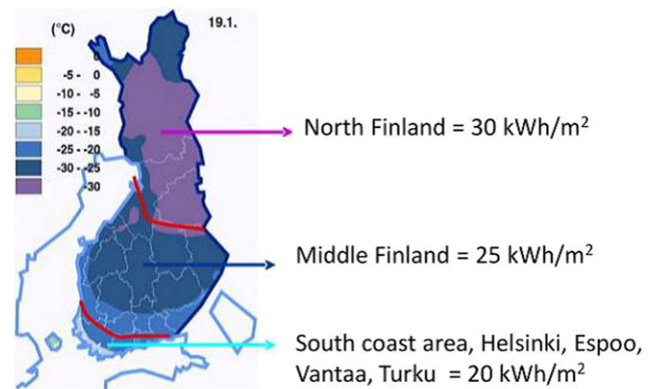 (°C)
19.1.
0
-5 - 0
-10 - -5
-15 --10
-20 --15
-25 --20
-30 --25
-30
North Finland = 30 kWh/m²
Middle Finland = 25 kWh/m²
South coast area, Helsinki, Espoo,
Vantaa, Turku = 20 kWh/m²